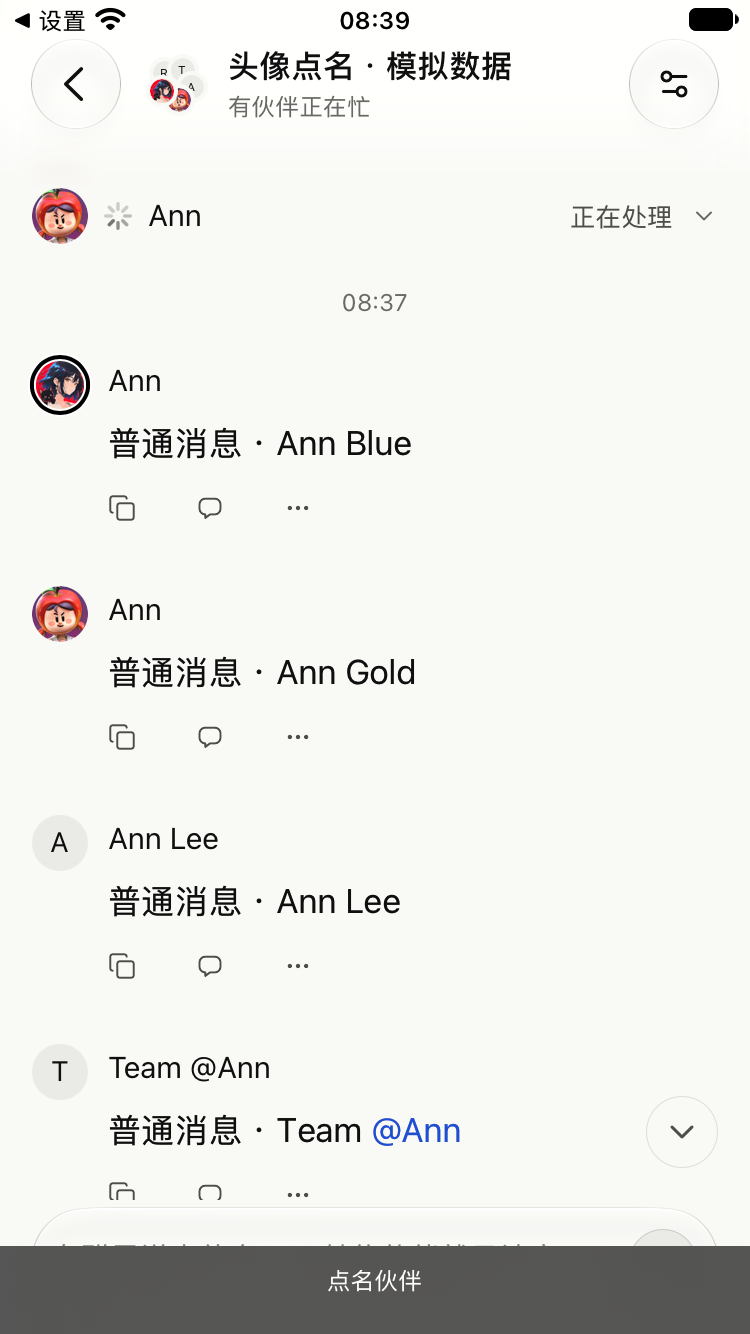 设置
08:39
R T A
头像点名 · 模拟数据
有伙伴正在忙
Ann
正在处理
08:37
Ann
普通消息 · Ann Blue
Ann
普通消息 · Ann Gold
A
Ann Lee
普通消息 · Ann Lee
T
Team @Ann
普通消息 · Team @Ann
点名伙伴